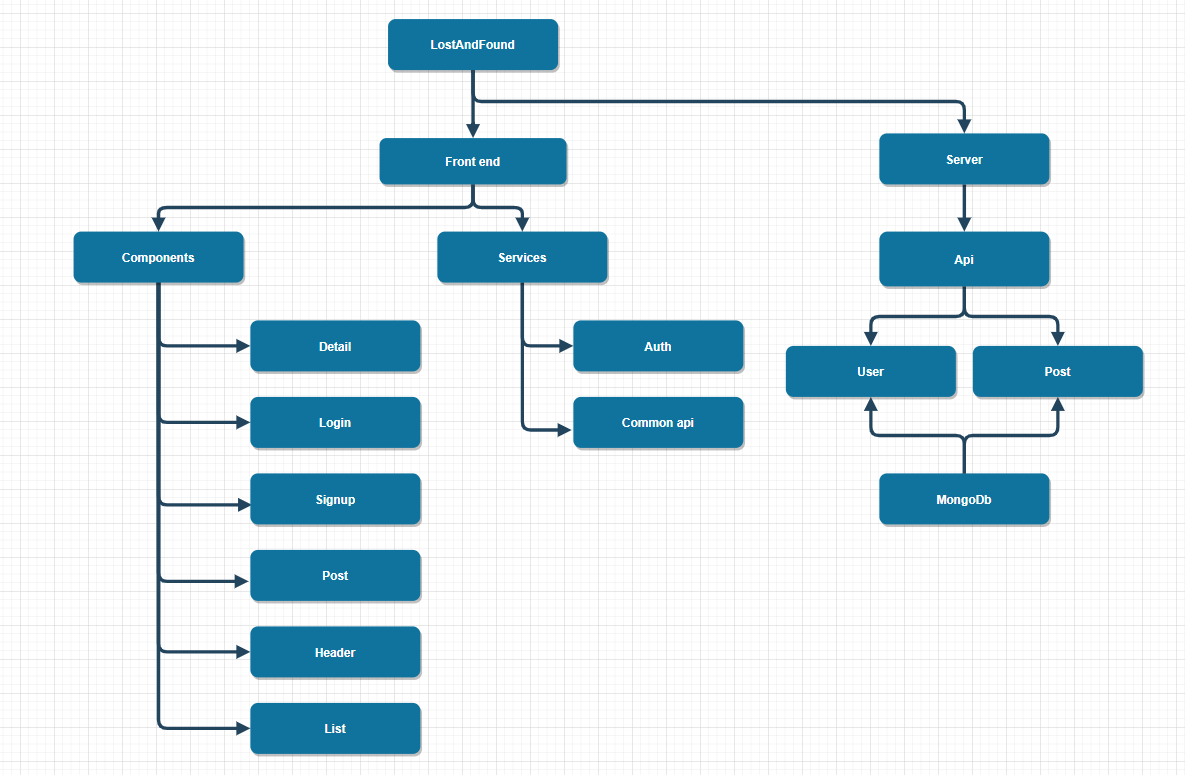 LostAndFound
Front end
Server
Components
Services
Api
Detail
Auth
User
Post
Login
Common api
Signup
MongoDb
Post
Header
List